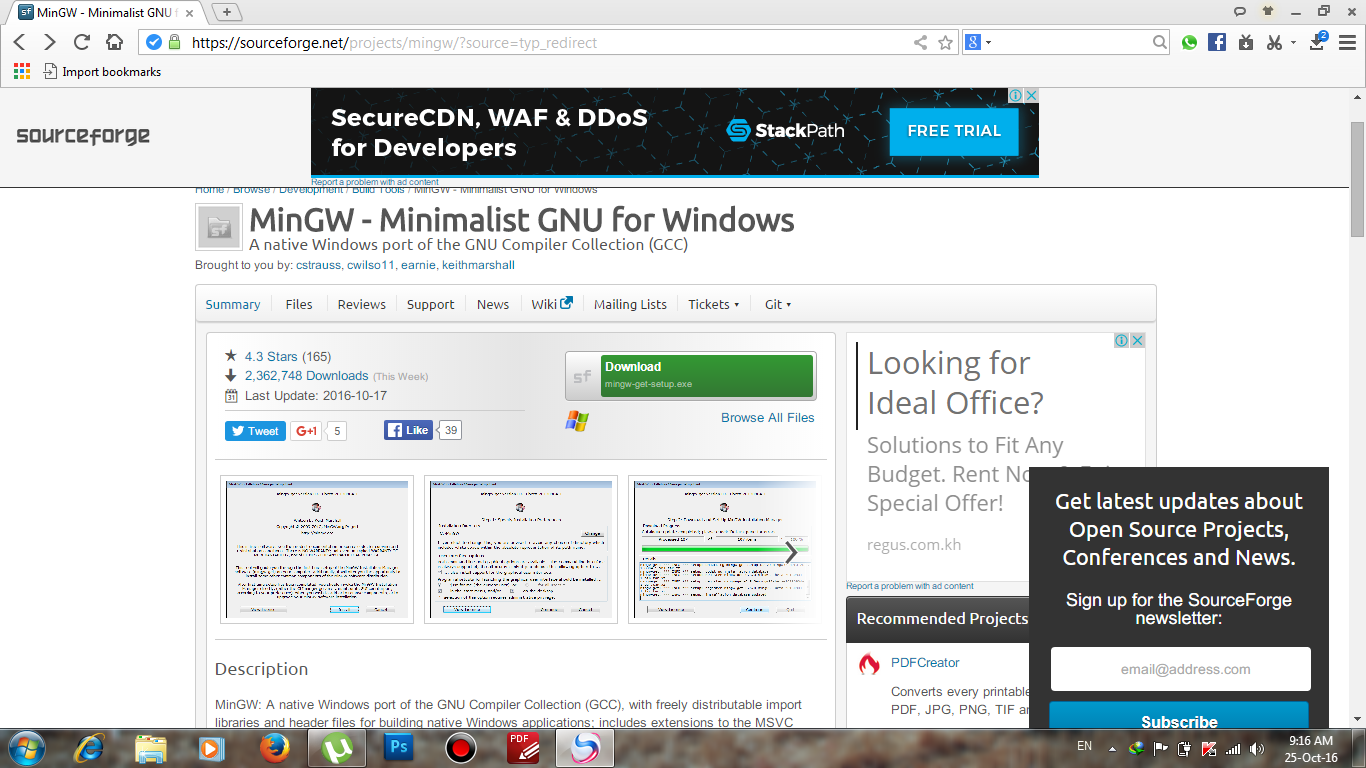 MinGW - Minimalist GNU f
https://sourceforge.net/projects/mingw/?source=typ_redirect
2
Import bookmarks
sourceforge
SecureCDN, WAF & DDoS
for Developers
StackPath
FREE TRIAL
Report a problem with ad content
Home / Browse / Development / Build Tools / MinGW - Minimalist GNU for Windows
MinGW - Minimalist GNU for Windows
A native Windows port of the GNU Compiler Collection (GCC)
Brought to you by: cstrauss, cwilso11, earnie, keithmarshall
Summary
Files
Reviews
Support
News
Wiki
Mailing Lists
Tickets
Git
4.3 Stars (165)
2,362,748 Downloads (This Week)
Last Update: 2016-10-17
Tweet
G+1
5
Like
39
sf
Download
mingw-get-setup.exe
Browse All Files
Description
MinGW: A native Windows port of the GNU Compiler Collection (GCC), with freely distributable import
libraries and header files for building native Windows applications; includes extensions to the MSVC
Looking for
Ideal Office?
Solutions to Fit Any
Budget. Rent No
Special Offer!
regus.com.kh
Report a problem with ad content
Recommended Projects
PDFCreator
Converts every printable
PDF, JPG, PNG, TIF a
Get latest updates about
Open Source Projects,
Conferences and News.
Sign up for the SourceForge
newsletter:
email@address.com
Subscribe
Ps
PDF
EN
9:16 AM
25-Oct-16